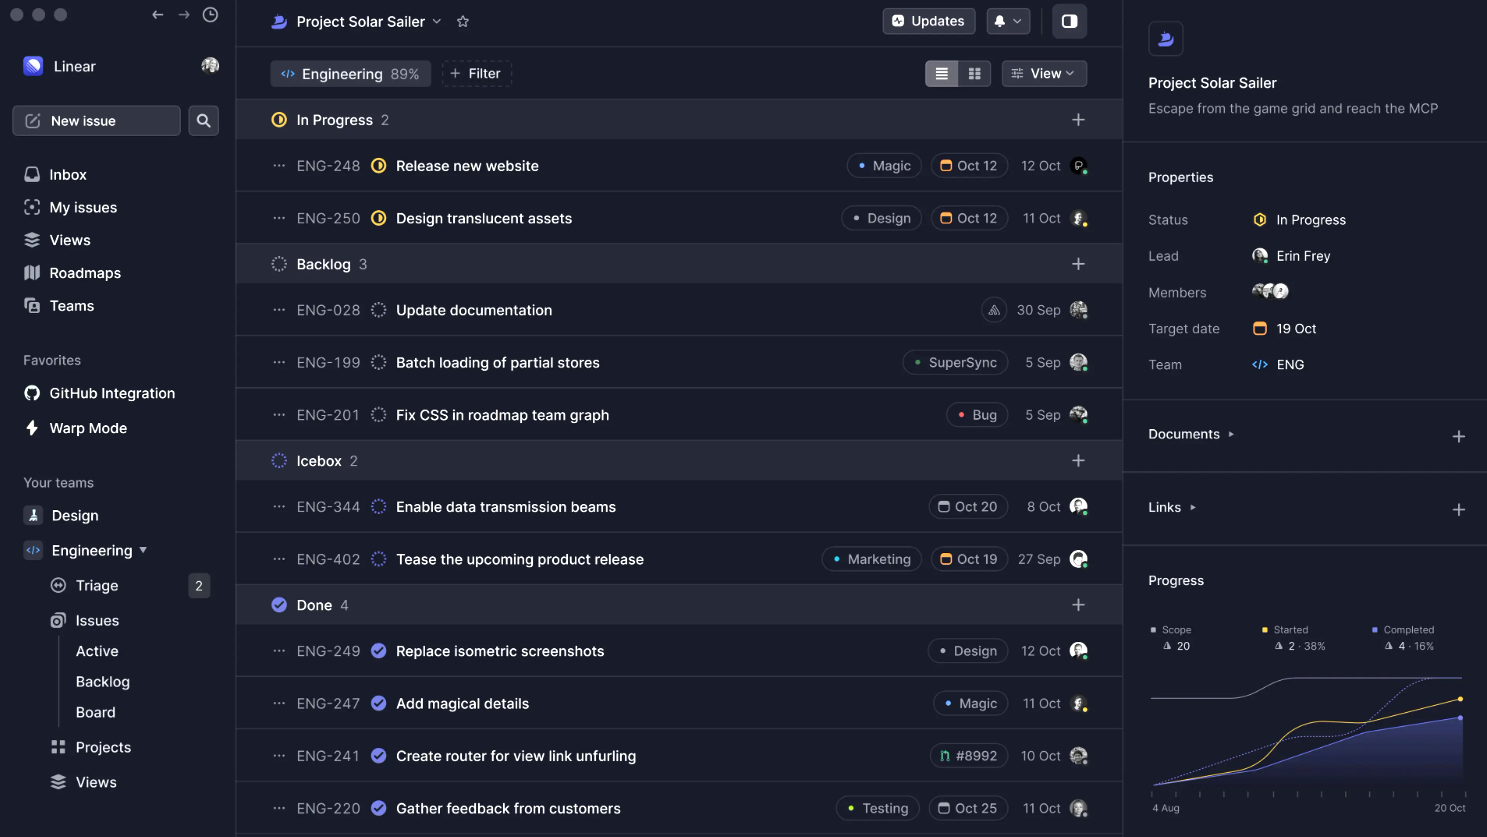 Linear
New issue
Inbox
My issues
Views
Roadmaps
Teams
Favorites
GitHub Integration
Warp Mode
Your teams
Design
Engineering
Triage 2
Issues
Active
Backlog
Board
Projects
Views
Project Solar Sailer
Updates
Engineering 89%
Filter
View
In Progress 2
ENG-248 Release new website Magic Oct 12 12 Oct
ENG-250 Design translucent assets Design Oct 12 11 Oct
Backlog 3
ENG-028 Update documentation 30 Sep
ENG-199 Batch loading of partial stores SuperSync 5 Sep
ENG-201 Fix CSS in roadmap team graph Bug 5 Sep
Icebox 2
ENG-344 Enable data transmission beams Oct 20 8 Oct
ENG-402 Tease the upcoming product release Marketing Oct 19 27 Sep
Done 4
ENG-249 Replace isometric screenshots Design 12 Oct
ENG-247 Add magical details Magic 11 Oct
ENG-241 Create router for view link unfurling #8992 10 Oct
ENG-220 Gather feedback from customers Testing Oct 25 11 Oct
Project Solar Sailer
Escape from the game grid and reach the MCP
Properties
Status In Progress
Lead Erin Frey
Members
Target date 19 Oct
Team ENG
Documents
Links
Progress
Scope Started Completed
20 2 · 38% 4 · 16%
4 Aug 20 Oct